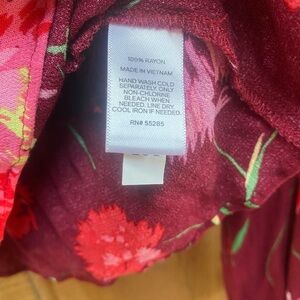 100% RAYON
MADE IN VIETNAM
HAND WASH COLD
SEPARATELY ONLY
NON-CHLORINE
BLEACH WHEN
NEEDED. LINE DRY.
COOL IRON IF NEEDED.
RN# 55285